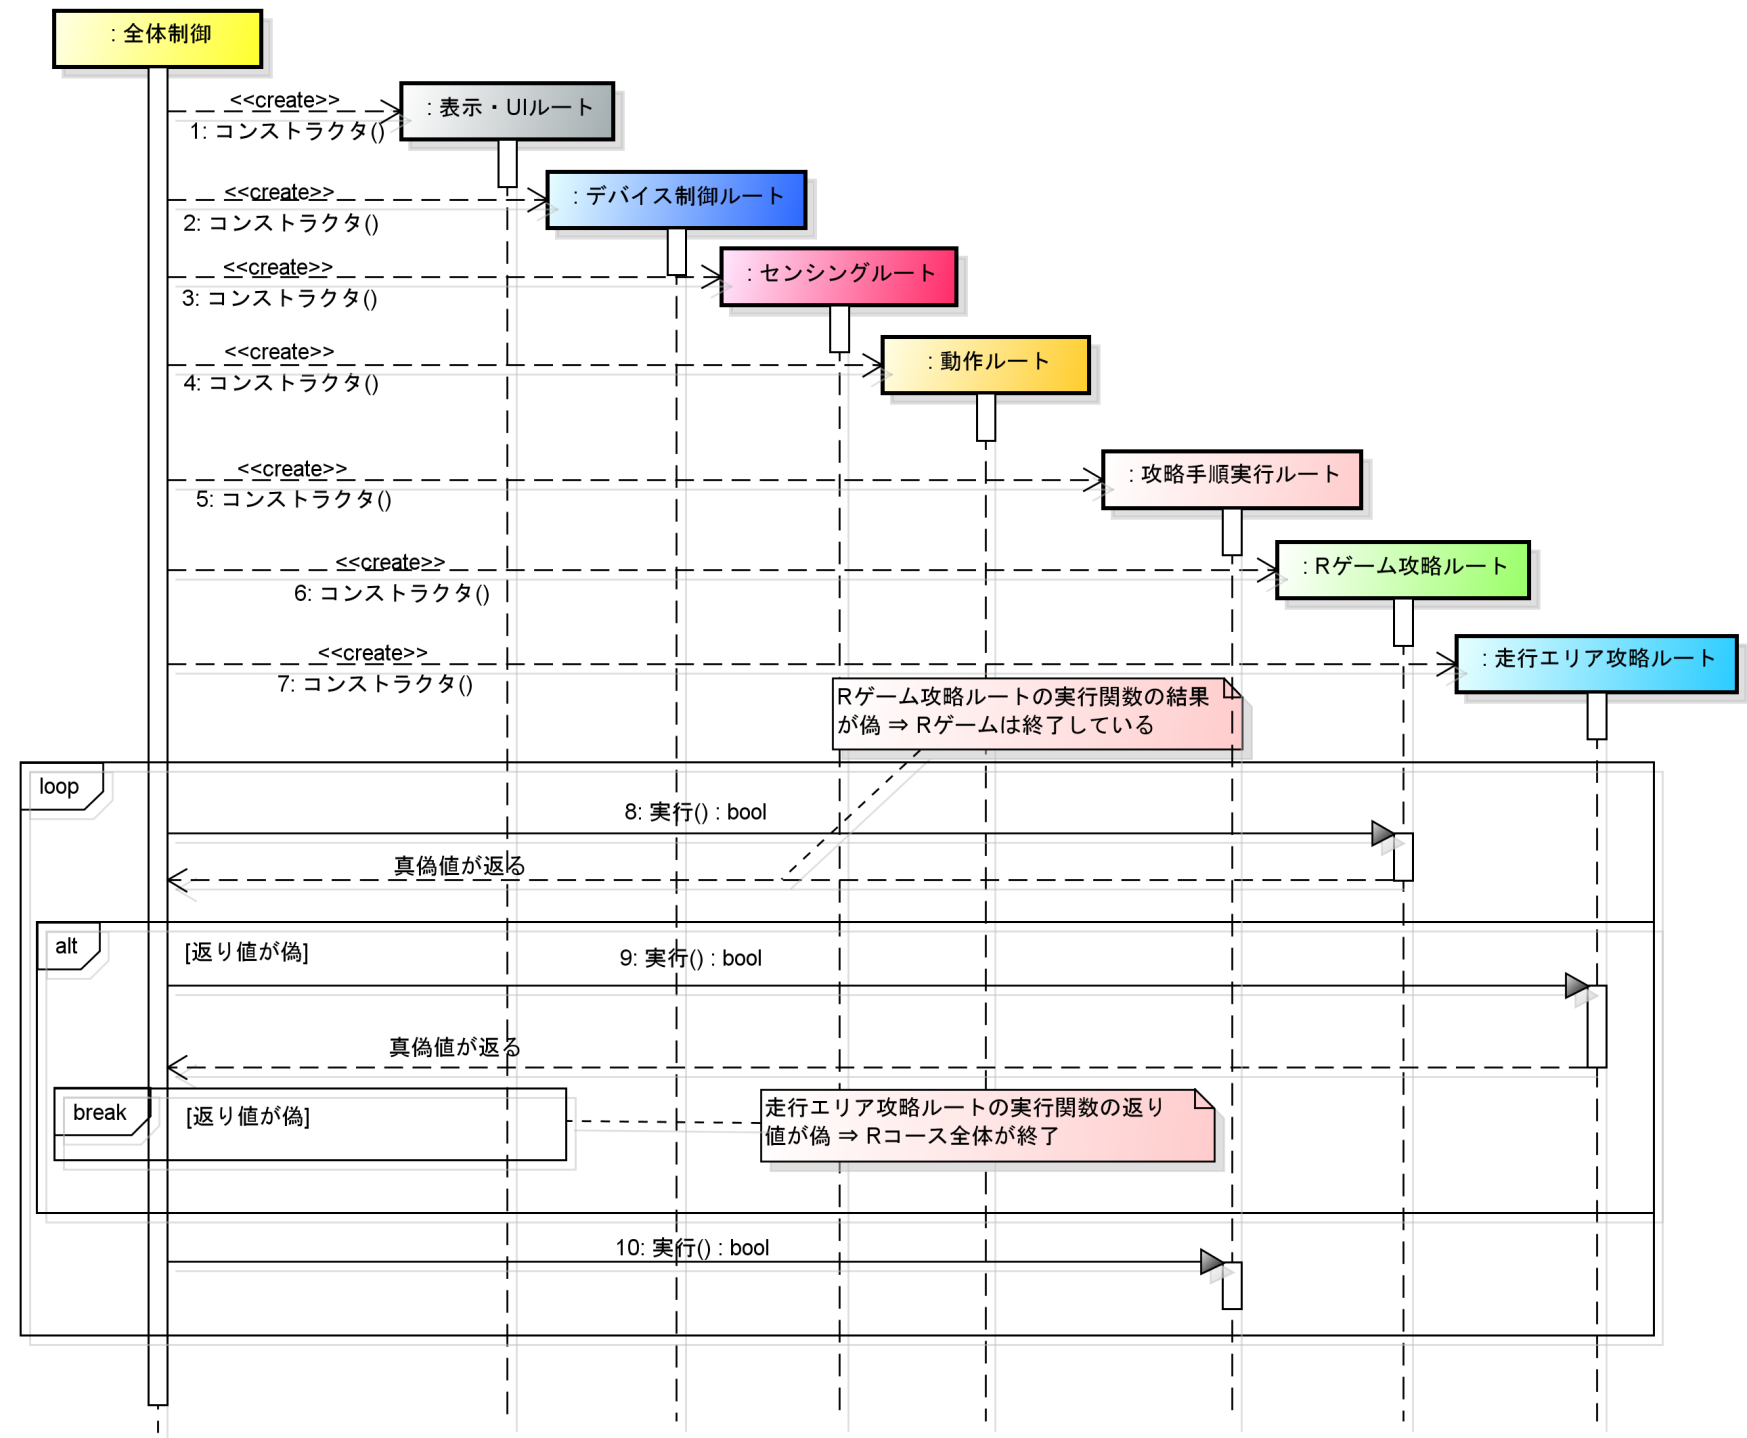 : 全体制御
<<create>>
1: コンストラクタ()
: 表示・UIルート
<<create>>
2: コンストラクタ()
: デバイス制御ルート
<<create>>
3: コンストラクタ()
: センシングルート
<<create>>
4: コンストラクタ()
: 動作ルート
<<create>>
5: コンストラクタ()
: 攻略手順実行ルート
<<create>>
6: コンストラクタ()
: Rゲーム攻略ルート
<<create>>
7: コンストラクタ()
: 走行エリア攻略ルート
Rゲーム攻略ルートの実行関数の結果
が偽 ⇒ Rゲームは終了している
loop
8: 実行() : bool
真偽値が返る
alt
[返り値が偽]
9: 実行() : bool
真偽値が返る
break
[返り値が偽]
走行エリア攻略ルートの実行関数の返り
値が偽 ⇒ Rコース全体が終了
10: 実行() : bool